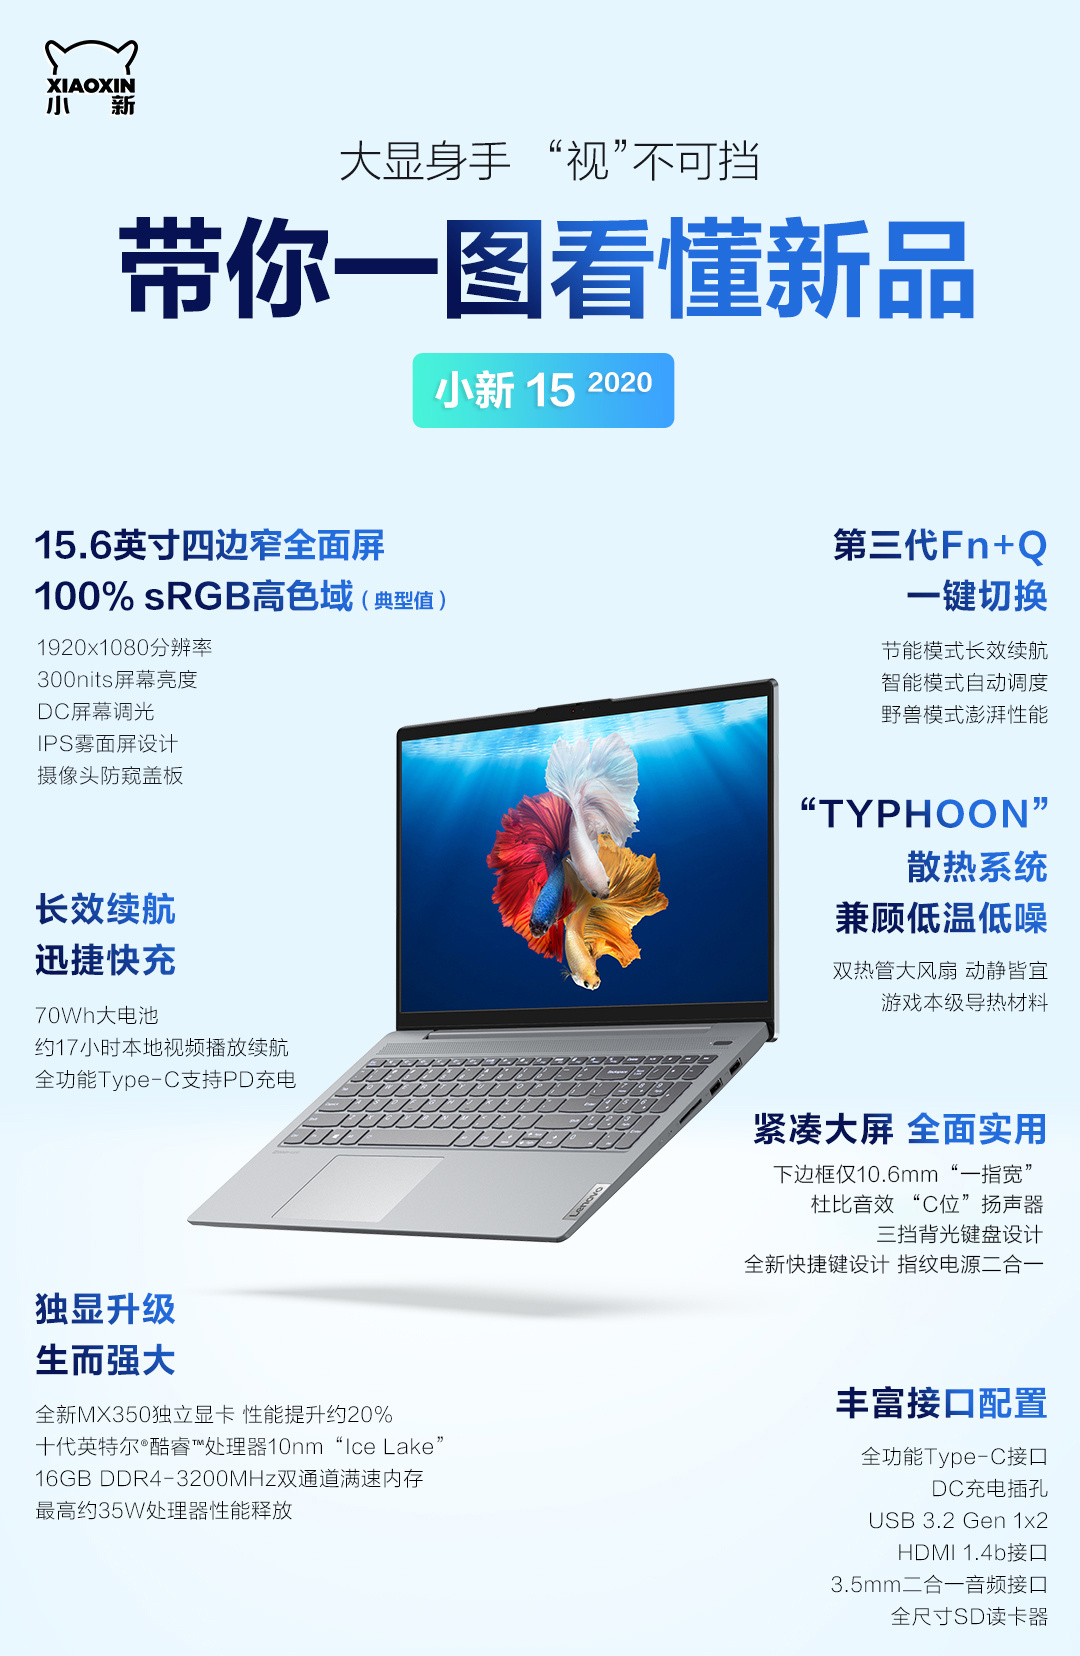 XIAOXIN
小新
大显身手 “视”不可挡
带你一图看懂新品
小新 15 2020
15.6英寸四边窄全面屏
100% sRGB高色域（典型值）
1920x1080分辨率
300nits屏幕亮度
DC屏幕调光
IPS雾面屏设计
摄像头防窥盖板
长效续航
迅捷快充
70Wh大电池
约17小时本地视频播放续航
全功能Type-C支持PD充电
独显升级
生而强大
全新MX350独立显卡 性能提升约20%
十代英特尔®酷睿™处理器10nm“Ice Lake”
16GB DDR4-3200MHz双通道满速内存
最高约35W处理器性能释放
第三代Fn+Q
一键切换
节能模式长效续航
智能模式自动调度
野兽模式澎湃性能
“TYPHOON”
散热系统
兼顾低温低噪
双热管大风扇 动静皆宜
游戏本级导热材料
紧凑大屏 全面实用
下边框仅10.6mm“一指宽”
杜比音效 “C位”扬声器
三挡背光键盘设计
全新快捷键设计 指纹电源二合一
丰富接口配置
全功能Type-C接口
DC充电插孔
USB 3.2 Gen 1x2
HDMI 1.4b接口
3.5mm二合一音频接口
全尺寸SD读卡器
Lenovo